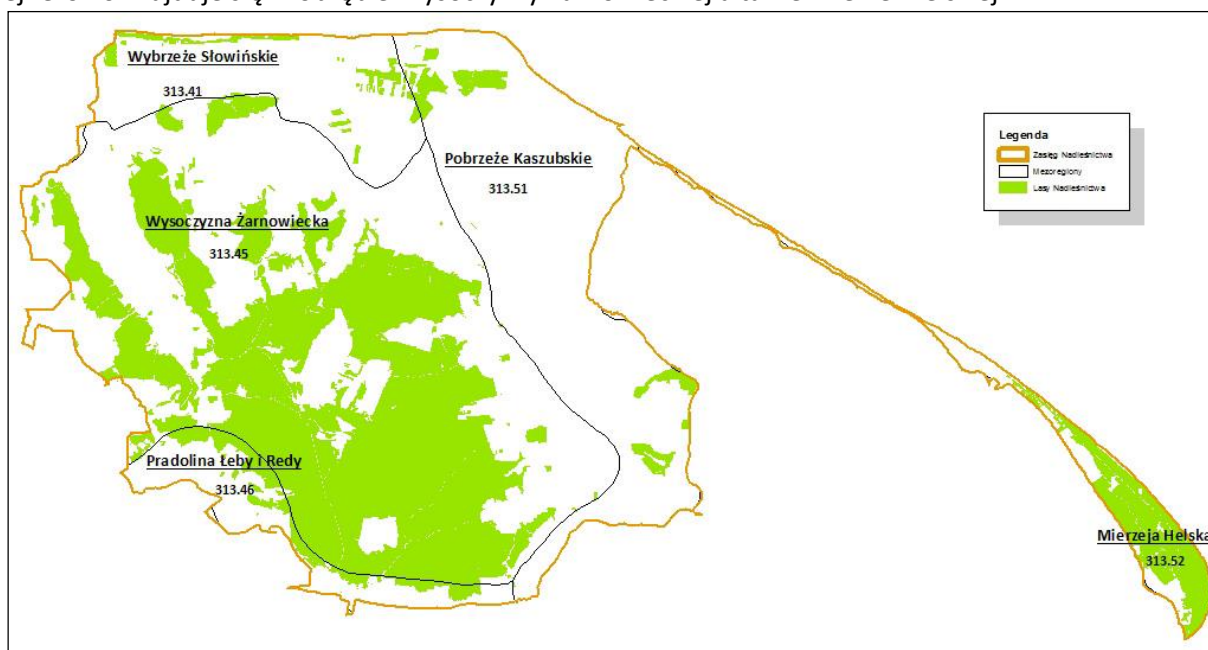 Wybrzeże Słowińskie
313.41
Pobrzeże Kaszubskie
313.51
Wysoczyzna Żarnowiecka
313.45
Pradolina Łeby i Redy
313.46
Mierzeja Helska
313.52
Legenda
Zasięg Nadleśnictwa
Mezoregiony
Lasy Nadleśnictwa